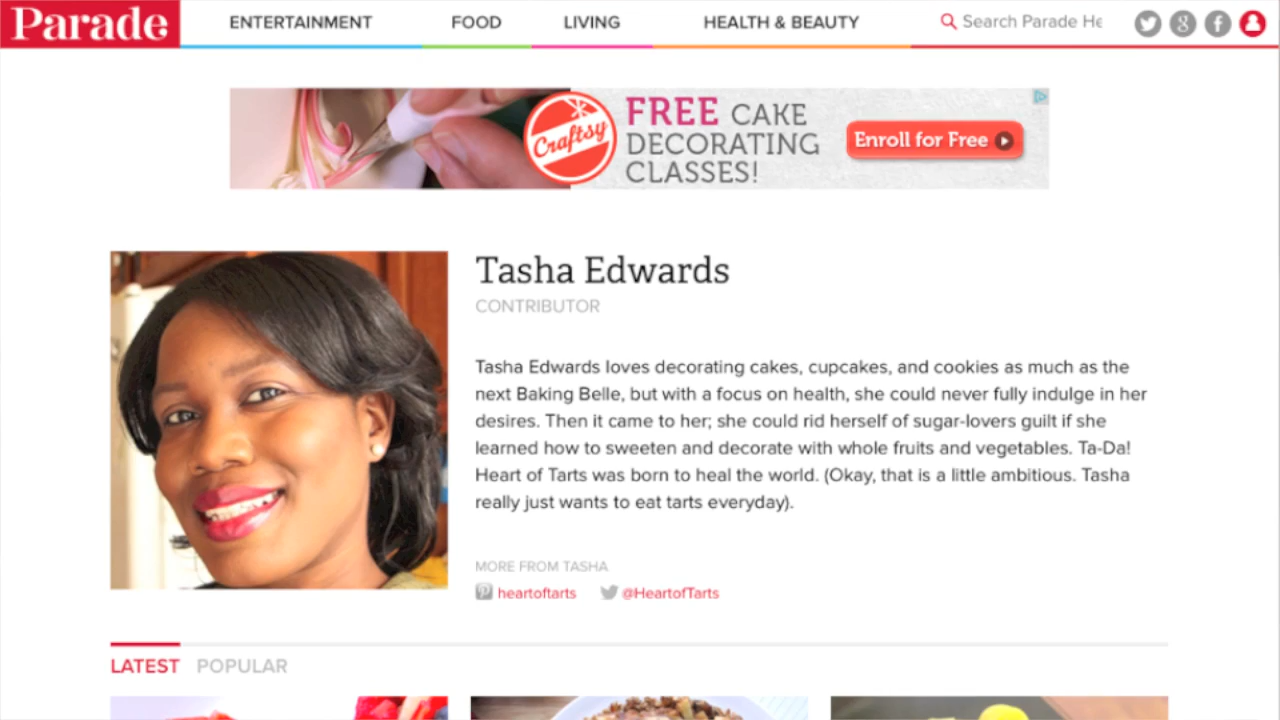 Parade
ENTERTAINMENT FOOD LIVING HEALTH & BEAUTY Search Parade He
Craftsy
FREE CAKE
DECORATING
CLASSES!
Enroll for Free
Tasha Edwards
CONTRIBUTOR
Tasha Edwards loves decorating cakes, cupcakes, and cookies as much as the
next Baking Belle, but with a focus on health, she could never fully indulge in her
desires. Then it came to her; she could rid herself of sugar-lovers guilt if she
learned how to sweeten and decorate with whole fruits and vegetables. Ta-Da!
Heart of Tarts was born to heal the world. (Okay, that is a little ambitious. Tasha
really just wants to eat tarts everyday).
MORE FROM TASHA
heartoftarts @HeartofTarts
LATEST POPULAR